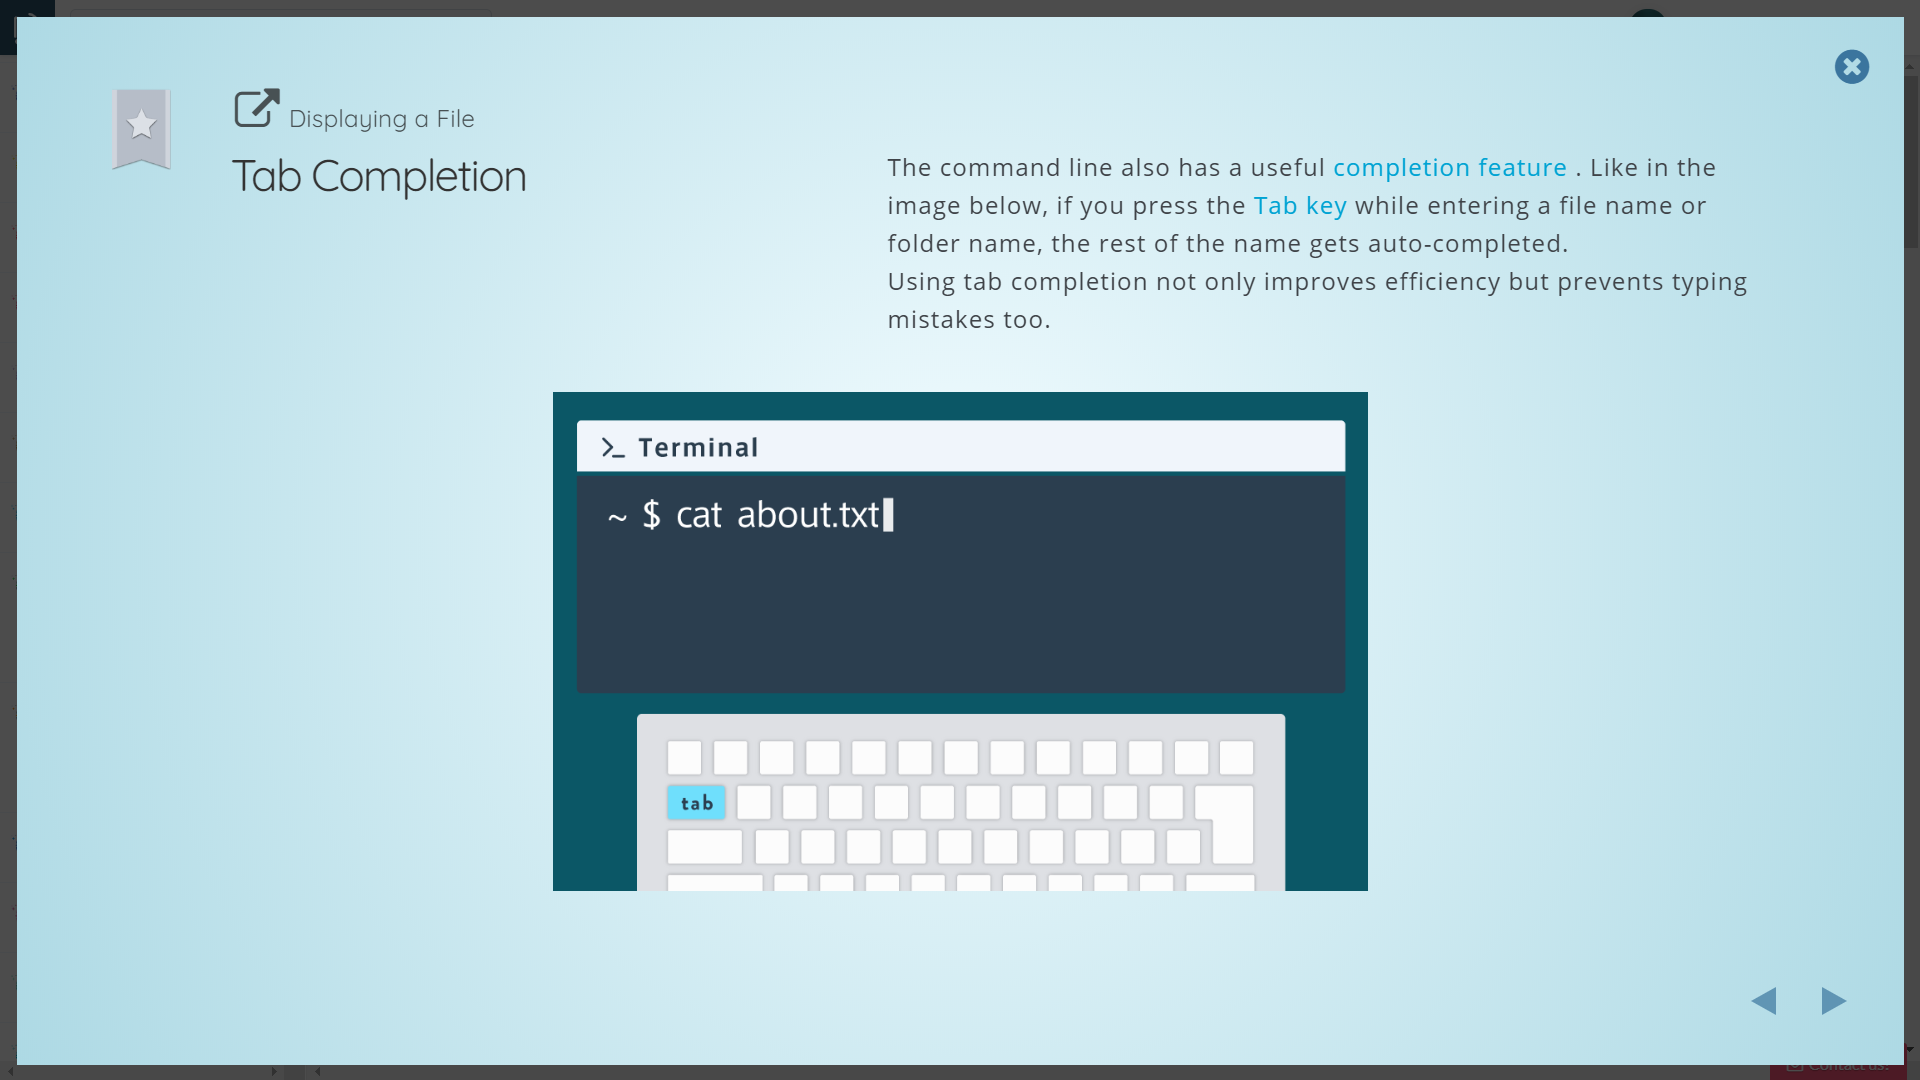 Displaying a File
Tab Completion
The command line also has a useful completion feature . Like in the
image below, if you press the Tab key while entering a file name or
folder name, the rest of the name gets auto-completed.
Using tab completion not only improves efficiency but prevents typing
mistakes too.
>_ Terminal
~ $ cat about.txt
tab
Contact us!